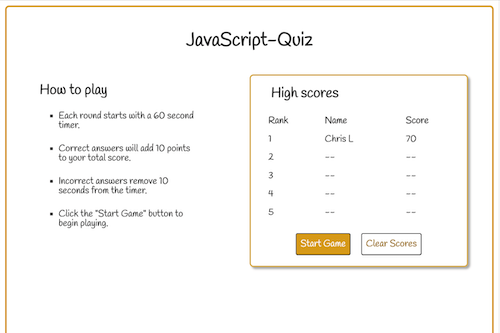 JavaScript-Quiz
How to play
Each round starts with a 60 second
timer.
Correct answers will add 10 points
to your total score.
Incorrect answers remove 10
seconds from the timer.
Click the "Start Game" button to
begin playing.
High scores
Rank Name Score
1 Chris L 70
2 -- --
3 -- --
4 -- --
5 -- --
Start Game Clear Scores